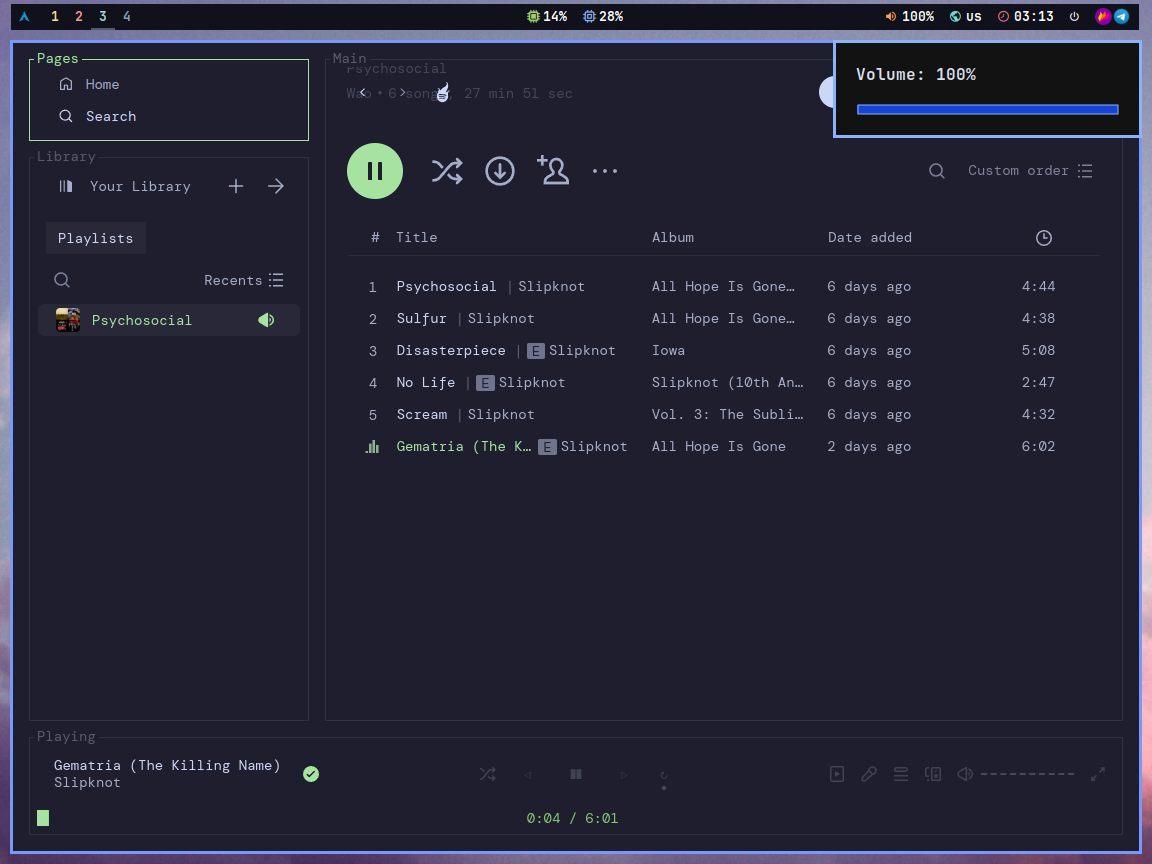 1 2 3 4 14% 28% 100% us 03:13
Pages
Home
Search
Library
Your Library
Playlists
Recents
Psychosocial
Main
Psychosocial
6 songs, 27 min 51 sec
Volume: 100%
Custom order
# Title Album Date added
1 Psychosocial | Slipknot All Hope Is Gone… 6 days ago 4:44
2 Sulfur | Slipknot All Hope Is Gone… 6 days ago 4:38
3 Disasterpiece | E Slipknot Iowa 6 days ago 5:08
4 No Life | E Slipknot Slipknot (10th An… 6 days ago 2:47
5 Scream | Slipknot Vol. 3: The Subli… 6 days ago 4:32
Gematria (The K… E Slipknot All Hope Is Gone 2 days ago 6:02
Playing
Gematria (The Killing Name)
Slipknot
0:04 / 6:01